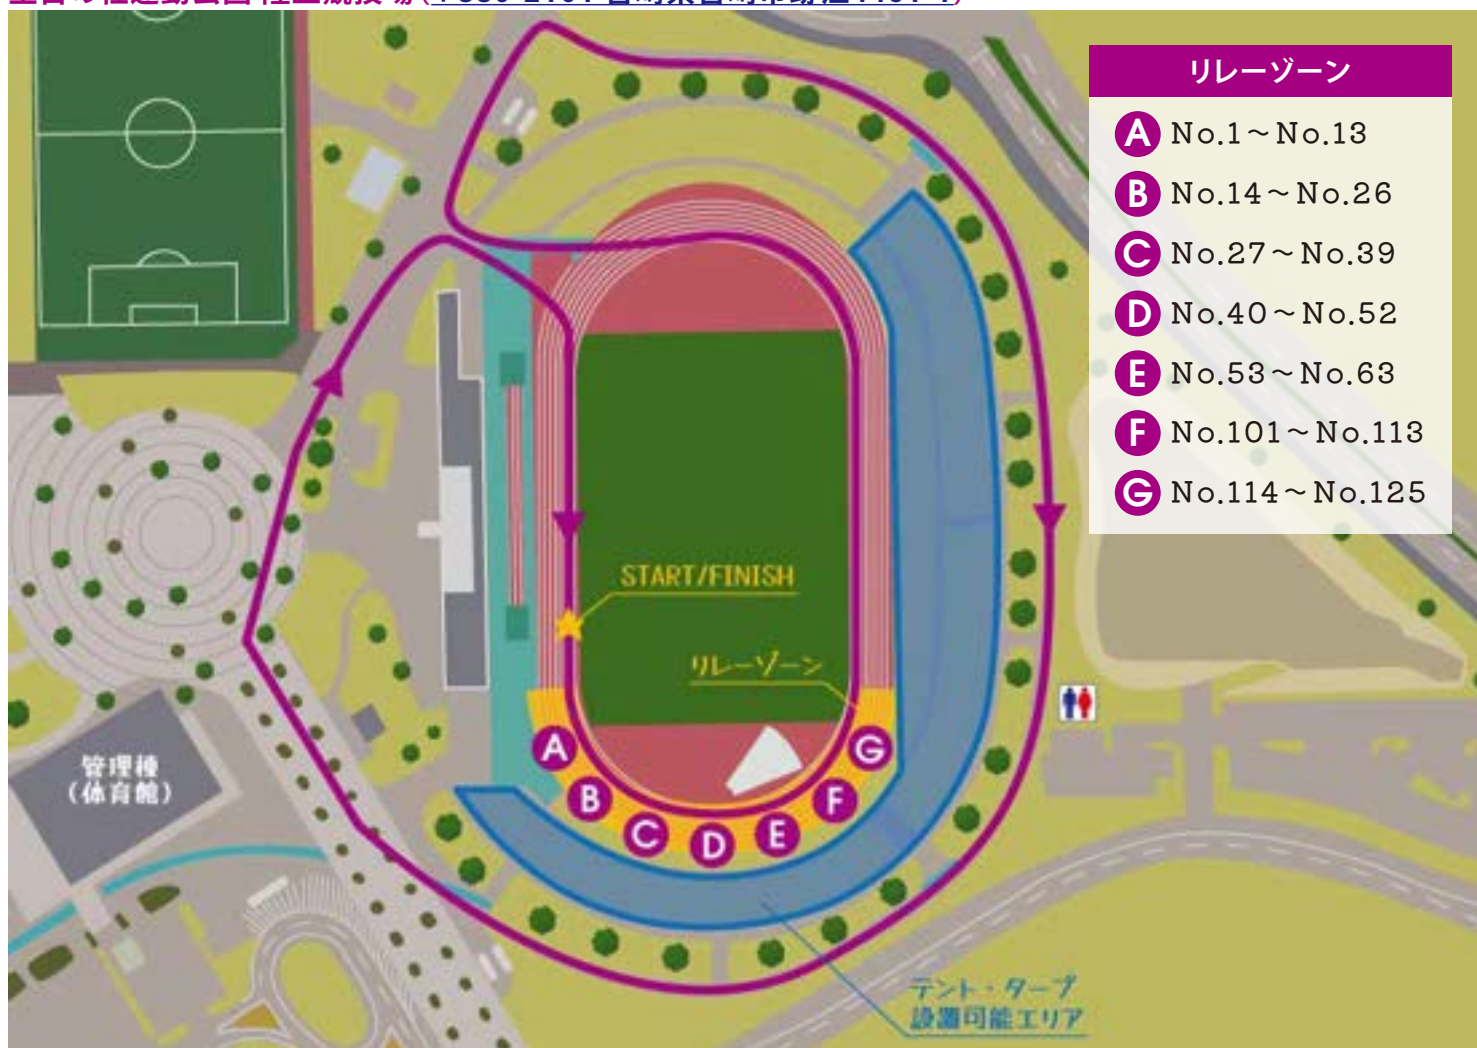 リレーゾーン
A No.1～No.13
B No.14～No.26
C No.27～No.39
D No.40～No.52
E No.53～No.63
F No.101～No.113
G No.114～No.125
START/FINISH
リレーゾーン
A
B
C
D
E
F
G
管理棟
(体育館)
テント・タープ
設置可能エリア